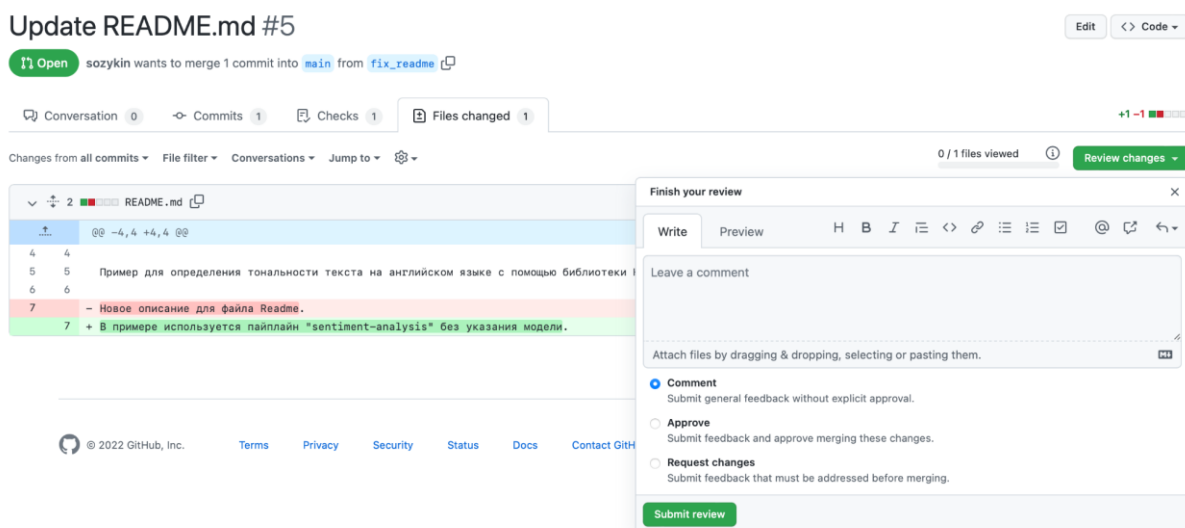 Update README.md #5
Edit
<> Code
Open
sozykin wants to merge 1 commit into main from fix_readme
Conversation 0
Commits 1
Checks 1
Files changed 1
+1 −1
Changes from all commits
File filter
Conversations
Jump to
0 / 1 files viewed
Review changes
2 README.md
@@ -4,4 +4,4 @@
4 4
5 5 Пример для определения тональности текста на английском языке с помощью библиотеки
6 6
7 − Новое описание для файла Readme.
7 + В примере используется пайплайн "sentiment-analysis" без указания модели.
Finish your review
Write
Preview
H B I
Leave a comment
Attach files by dragging & dropping, selecting or pasting them.
Comment
Submit general feedback without explicit approval.
Approve
Submit feedback and approve merging these changes.
Request changes
Submit feedback that must be addressed before merging.
Submit review
© 2022 GitHub, Inc.
Terms
Privacy
Security
Status
Docs
Contact GitH